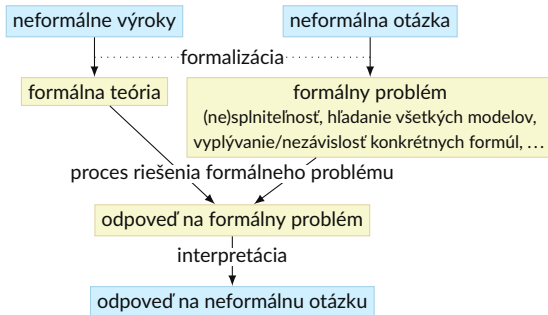 neformálne výroky
neformálna otázka
formalizácia
formálna teória
formálny problém
(ne)splniteľnosť, hľadanie všetkých modelov,
vyplývanie/nezávislosť konkrétnych formúl, …
proces riešenia formálneho problému
odpoveď na formálny problém
interpretácia
odpoveď na neformálnu otázku